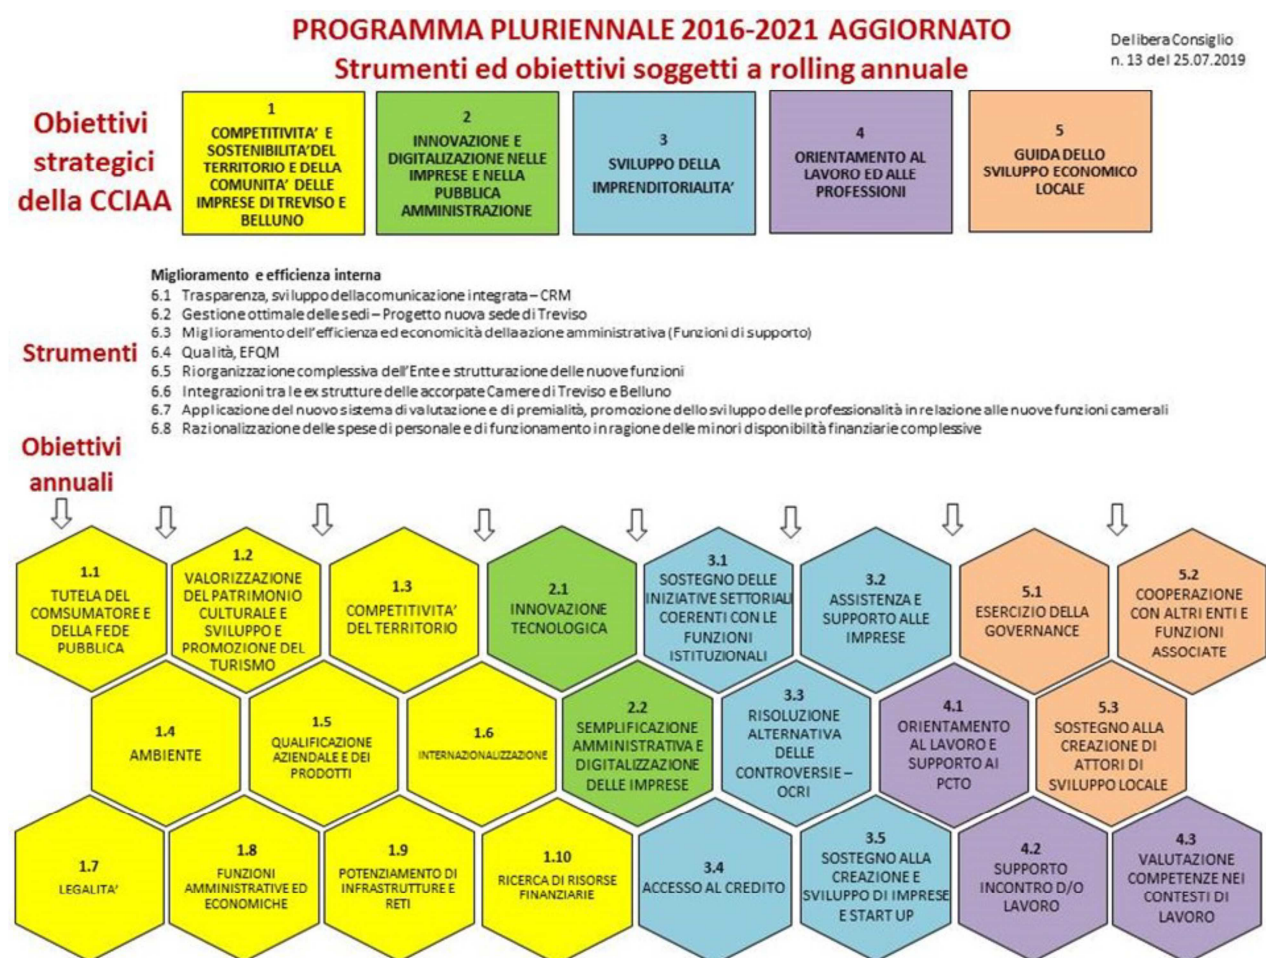 PROGRAMMA PLURIENNALE 2016-2021 AGGIORNATO
Strumenti ed obiettivi soggetti a rolling annuale
Delibera Consiglio
n. 13 del 25.07.2019
Obiettivi
strategici
della CCIAA
1
COMPETITIVITA' E
SOSTENIBILITA'DEL
TERRITORIO E DELLA
COMUNITA' DELLE
IMPRESE DI TREVISO E
BELLUNO
2
INNOVAZIONE E
DIGITALIZAZIONE NELLE
IMPRESE E NELLA
PUBBLICA
AMMINISTRAZIONE
3
SVILUPPO DELLA
IMPRENDITORIALITA'
4
ORIENTAMENTO AL
LAVORO ED ALLE
PROFESSIONI
5
GUIDA DELLO
SVILUPPO ECONOMICO
LOCALE
Strumenti
Miglioramento e efficienza interna
6.1 Trasparenza, sviluppo della comunicazione integrata – CRM
6.2 Gestione ottimale delle sedi – Progetto nuova sede di Treviso
6.3 Miglioramento dell'efficienza ed economicità della azione amministrativa (Funzioni di supporto)
6.4 Qualità, EFQM
6.5 Riorganizzazione complessiva dell'Ente e strutturazione delle nuove funzioni
6.6 Integrazioni tra le ex strutture delle accorpate Camere di Treviso e Belluno
6.7 Applicazione del nuovo sistema di valutazione e di premialità, promozione dello sviluppo delle professionalità in relazione alle nuove funzioni camerali
6.8 Razionalizzazione delle spese di personale e di funzionamento in ragione delle minori disponibilità finanziarie complessive
Obiettivi
annuali
1.1
TUTELA DEL
COMSUMATORE E
DELLA FEDE
PUBBLICA
1.2
VALORIZZAZIONE
DEL PATRIMONIO
CULTURALE E
SVILUPPO E
PROMOZIONE DEL
TURISMO
1.3
COMPETITIVITA'
DEL TERRITORIO
2.1
INNOVAZIONE
TECNOLOGICA
3.1
SOSTEGNO DELLE
INIZIATIVE SETTORIALI
COERENTI CON LE
FUNZIONI
ISTITUZIONALI
3.2
ASSISTENZA E
SUPPORTO ALLE
IMPRESE
5.1
ESERCIZIO DELLA
GOVERNANCE
5.2
COOPERAZIONE
CON ALTRI ENTI E
FUNZIONI
ASSOCIATE
1.4
AMBIENTE
1.5
QUALIFICAZIONE
AZIENDALE E DEI
PRODOTTI
1.6
INTERNAZIONALIZZAZIONE
2.2
SEMPLIFICAZIONE
AMMINISTRATIVA E
DIGITALIZZAZIONE
DELLE IMPRESE
3.3
RISOLUZIONE
ALTERNATIVA
DELLE
CONTROVERSIE –
OCRI
4.1
ORIENTAMENTO
AL LAVORO E
SUPPORTO AI
PCTO
5.3
SOSTEGNO ALLA
CREAZIONE DI
ATTORI DI
SVILUPPO LOCALE
1.7
LEGALITA'
1.8
FUNZIONI
AMMINISTRATIVE ED
ECONOMICHE
1.9
POTENZIAMENTO DI
INFRASTRUTTURE E
RETI
1.10
RICERCA DI RISORSE
FINANZIARIE
3.4
ACCESSO AL CREDITO
3.5
SOSTEGNO ALLA
CREAZIONE E
SVILUPPO DI IMPRESE
E START UP
4.2
SUPPORTO
INCONTRO D/O
LAVORO
4.3
VALUTAZIONE
COMPETENZE NEI
CONTESTI DI
LAVORO